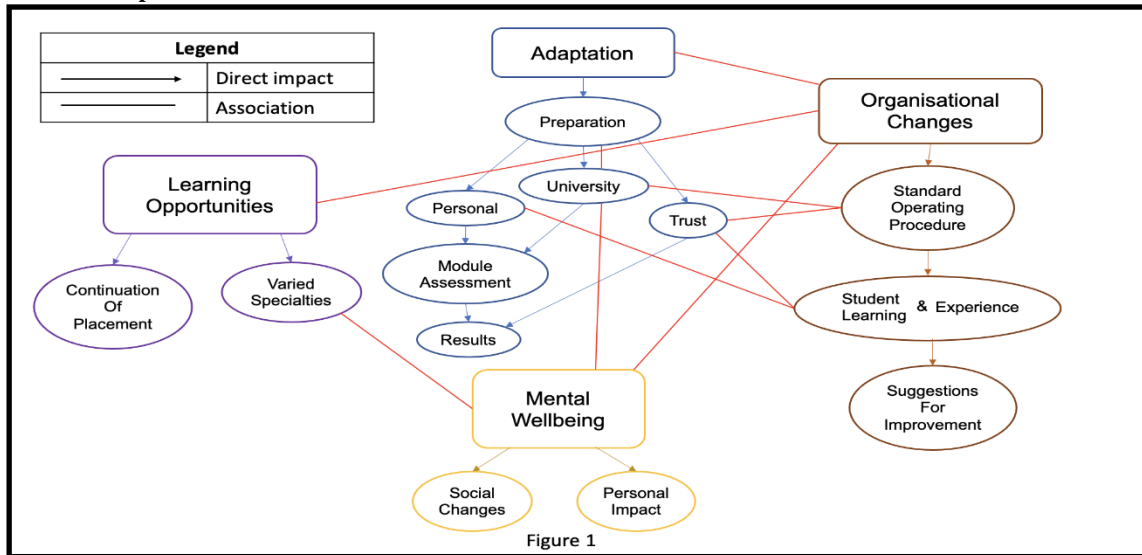 Legend
Direct impact
Association
Adaptation
Preparation
University
Personal
Trust
Module
Assessment
Results
Organisational
Changes
Standard
Operating
Procedure
Student
Learning & Experience
Suggestions
For
Improvement
Learning
Opportunities
Continuation
Of
Placement
Varied
Specialties
Mental
Wellbeing
Social
Changes
Personal
Impact
Figure 1